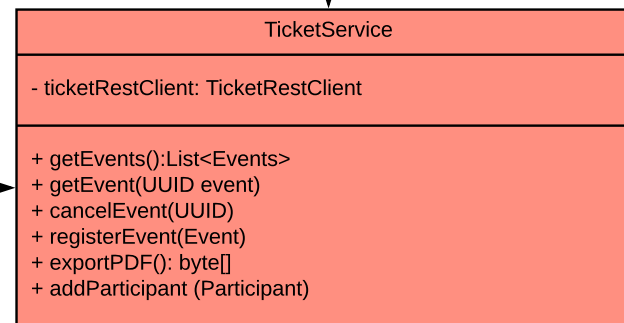 TicketService
- ticketRestClient: TicketRestClient
+ getEvents():List<Events>
+ getEvent(UUID event)
+ cancelEvent(UUID)
+ registerEvent(Event)
+ exportPDF(): byte[]
+ addParticipant (Participant)